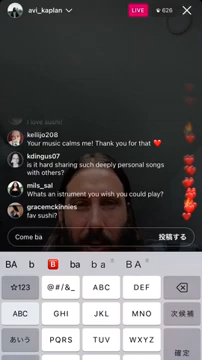 avi_kaplan
LIVE
626
i love sushi
kellijo208
Your music calms me! Thank you for that ❤️
kdingus07
is it hard sharing such deeply personal songs
with others?
mils_sal
Whats an istrument you wish you could play?
gracemckinnies
fav sushi?
Come ba
投稿する
BA b 🅱️ ba ba BA
☆123 @#/&_ ABC DEF
ABC GHI JKL MNO 次候補
あいう PQRS TUV WXYZ 確定